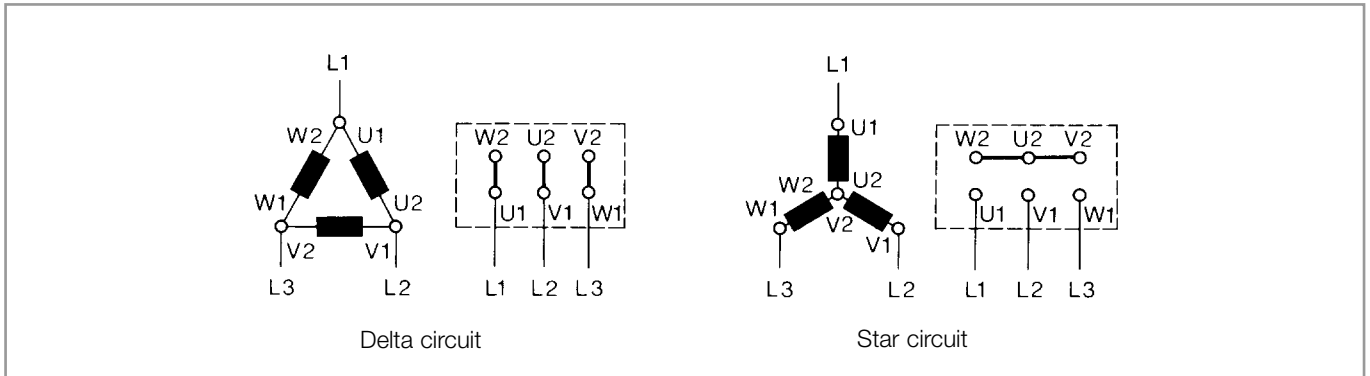 L1
W2 U1
W1 U2
V2 V1
L3 L2
W2 U2 V2
U1 V1 W1
L1 L2 L3
Delta circuit
L1
U1
W2 U2
W1 V2 V1
L3 L2
W2 U2 V2
U1 V1 W1
L1 L2 L3
Star circuit